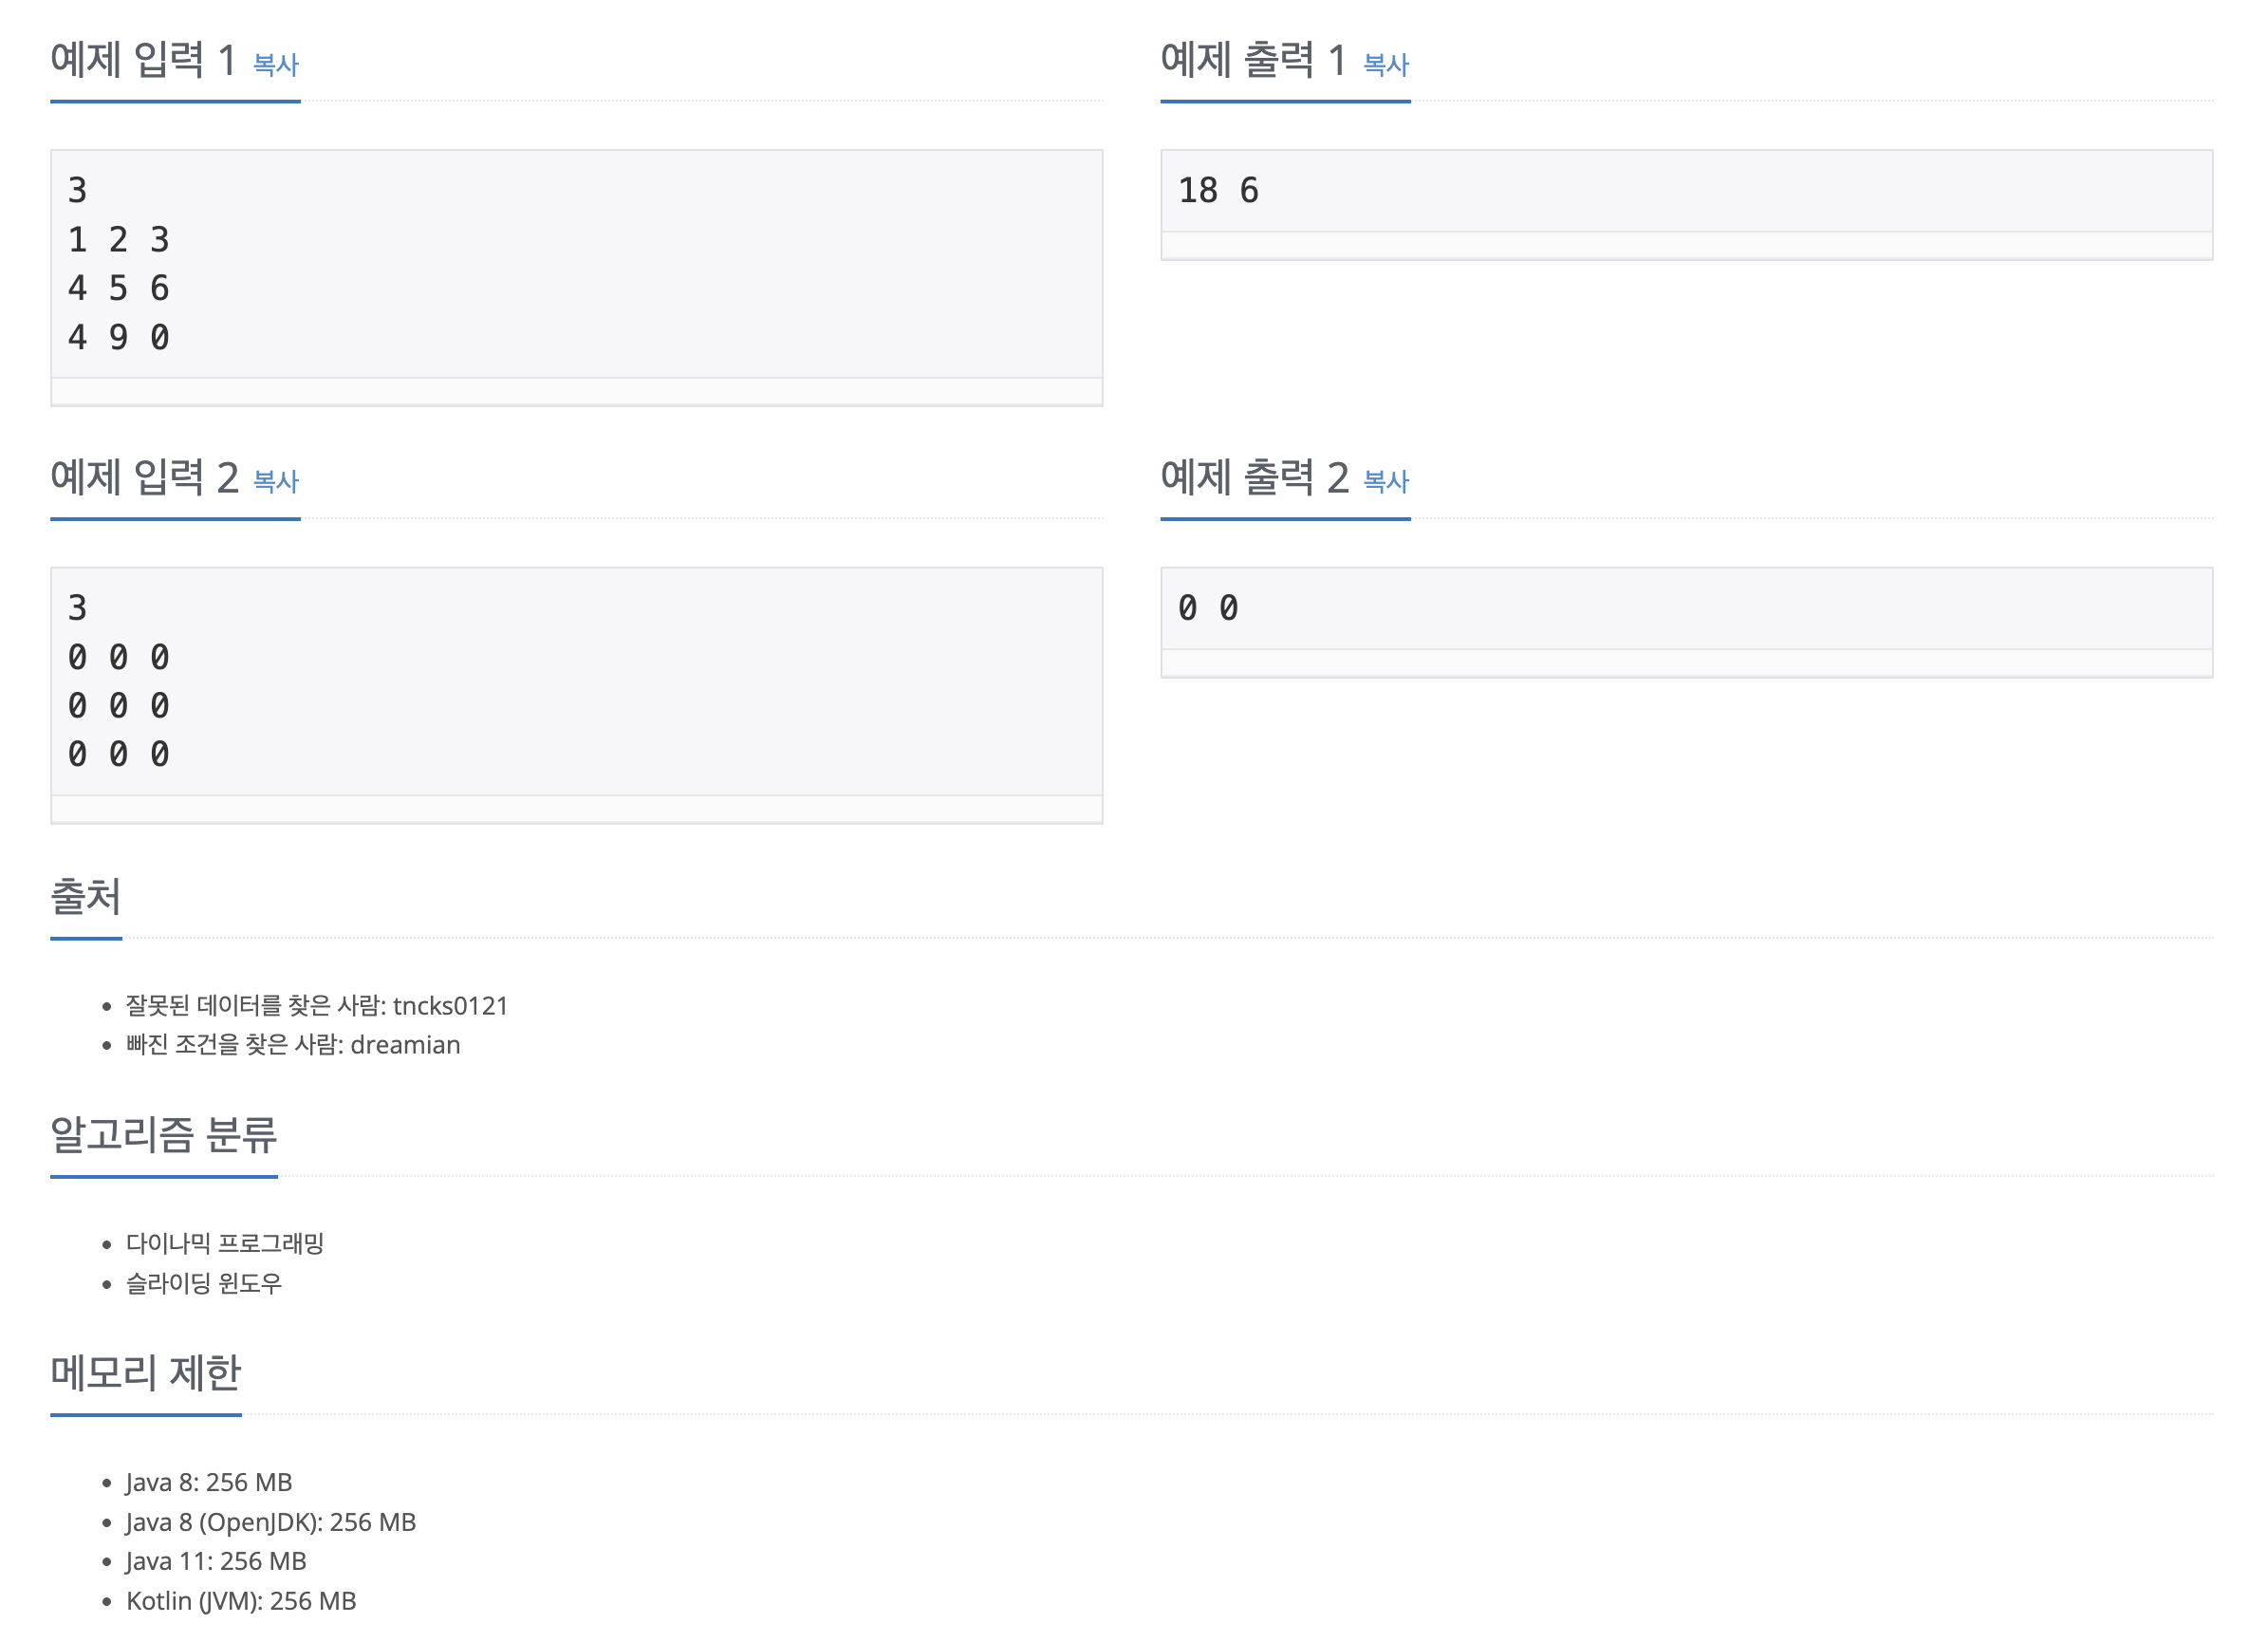 예제 입력 1 복사
3
1 2 3
4 5 6
4 9 0
예제 출력 1 복사
18 6
예제 입력 2 복사
3
0 0 0
0 0 0
0 0 0
예제 출력 2 복사
0 0
출처
잘못된 데이터를 찾은 사람: tncks0121
빠진 조건을 찾은 사람: dreamian
알고리즘 분류
다이나믹 프로그래밍
슬라이딩 윈도우
메모리 제한
Java 8: 256 MB
Java 8 (OpenJDK): 256 MB
Java 11: 256 MB
Kotlin (JVM): 256 MB